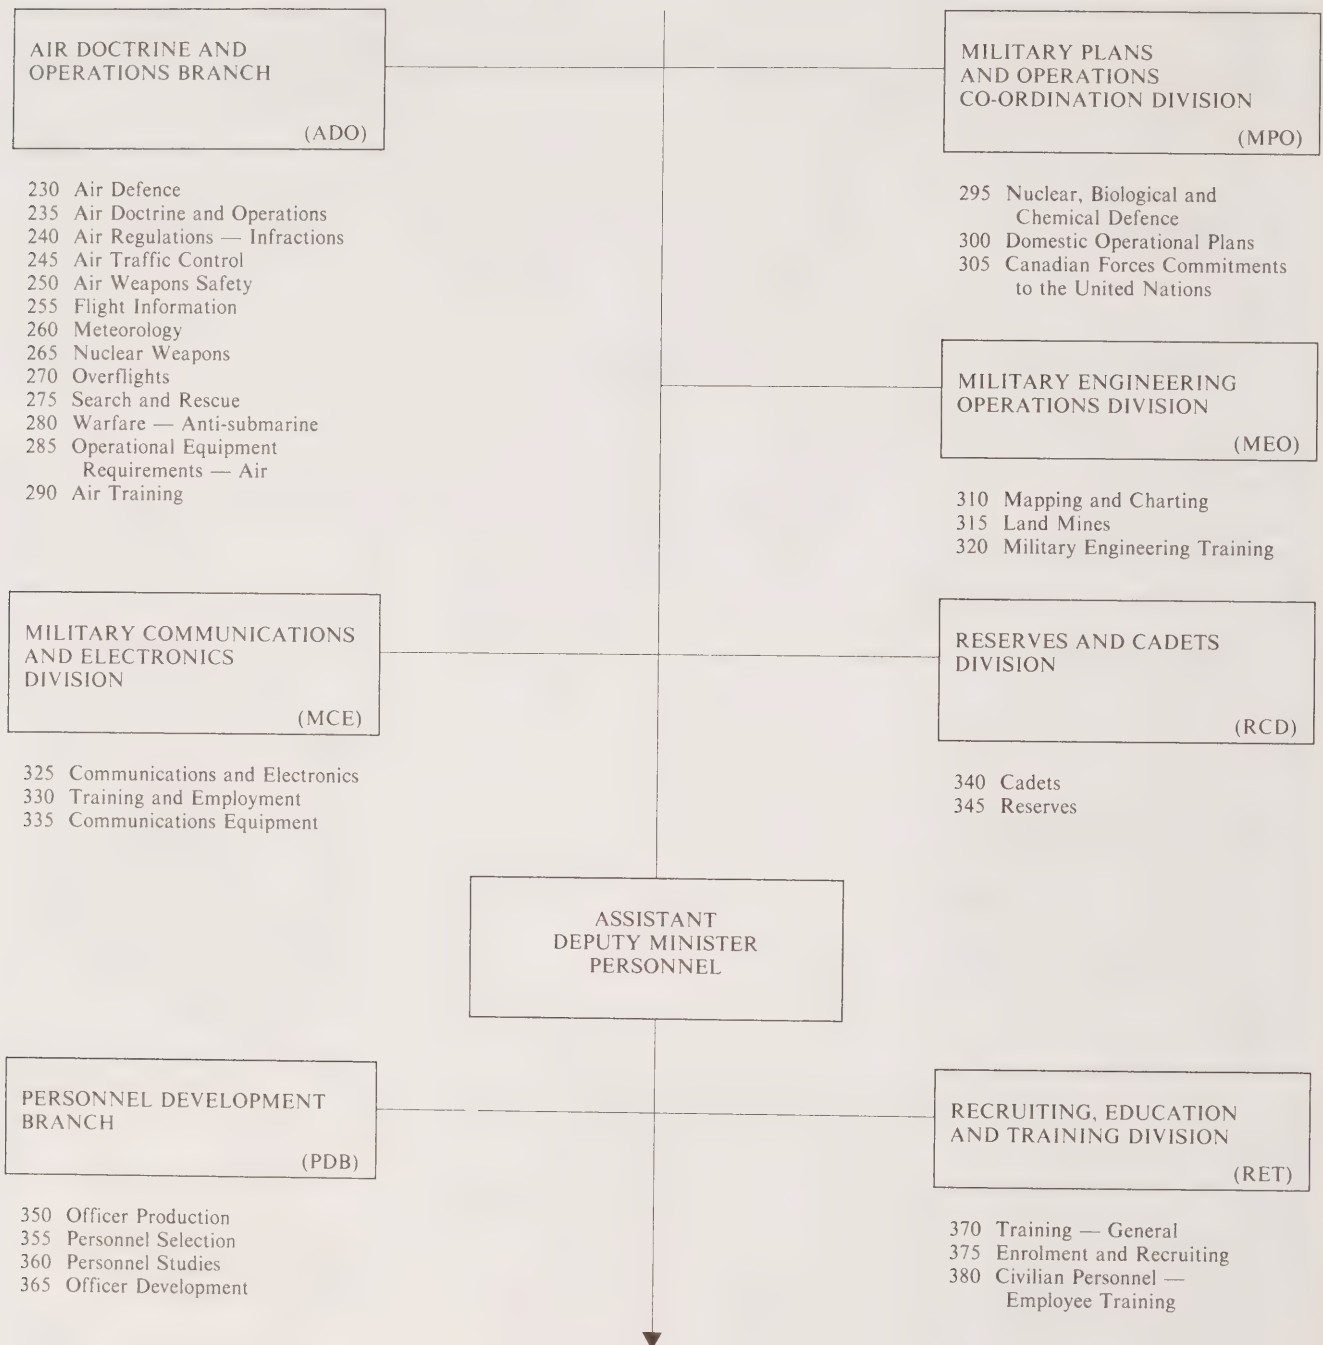 AIR DOCTRINE AND
OPERATIONS BRANCH
(ADO)
230 Air Defence
235 Air Doctrine and Operations
240 Air Regulations — Infractions
245 Air Traffic Control
250 Air Weapons Safety
255 Flight Information
260 Meteorology
265 Nuclear Weapons
270 Overflights
275 Search and Rescue
280 Warfare — Anti-submarine
285 Operational Equipment
Requirements — Air
290 Air Training
MILITARY PLANS
AND OPERATIONS
CO-ORDINATION DIVISION
(MPO)
295 Nuclear, Biological and
Chemical Defence
300 Domestic Operational Plans
305 Canadian Forces Commitments
to the United Nations
MILITARY ENGINEERING
OPERATIONS DIVISION
(MEO)
310 Mapping and Charting
315 Land Mines
320 Military Engineering Training
MILITARY COMMUNICATIONS
AND ELECTRONICS
DIVISION
(MCE)
325 Communications and Electronics
330 Training and Employment
335 Communications Equipment
RESERVES AND CADETS
DIVISION
(RCD)
340 Cadets
345 Reserves
ASSISTANT
DEPUTY MINISTER
PERSONNEL
PERSONNEL DEVELOPMENT
BRANCH
(PDB)
350 Officer Production
355 Personnel Selection
360 Personnel Studies
365 Officer Development
RECRUITING, EDUCATION
AND TRAINING DIVISION
(RET)
370 Training — General
375 Enrolment and Recruiting
380 Civilian Personnel —
Employee Training